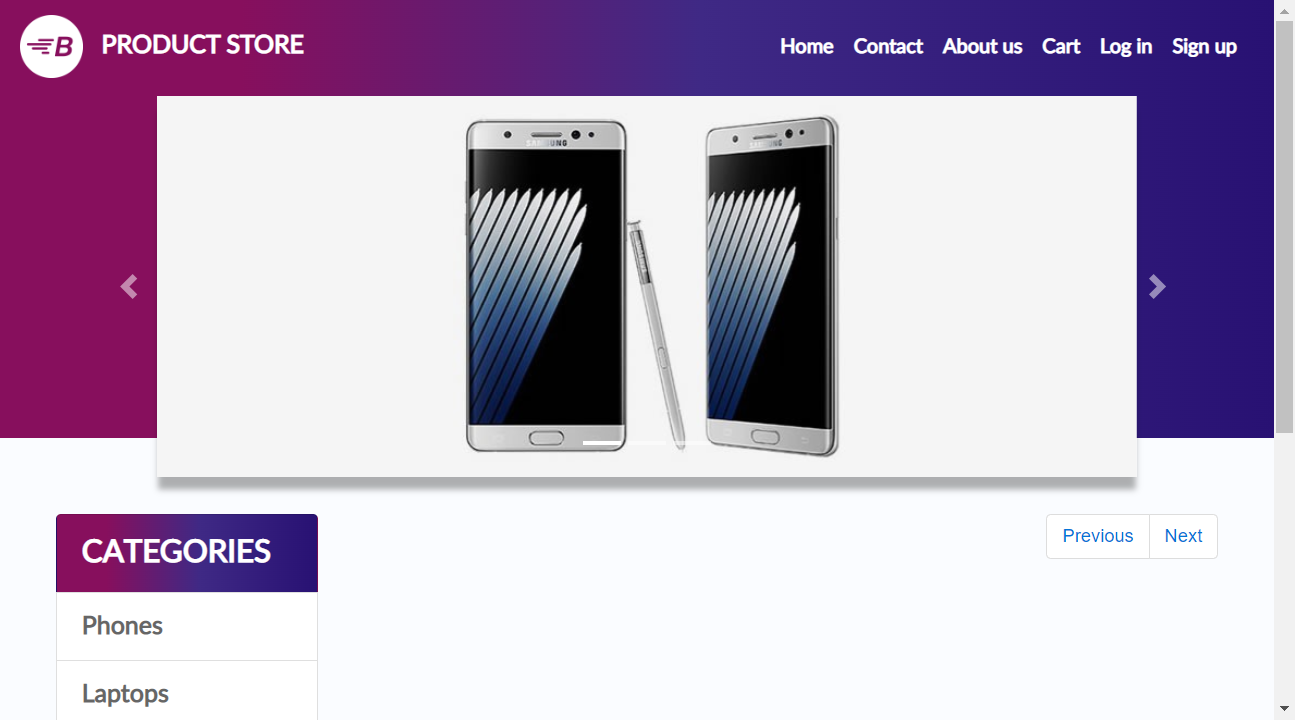 B PRODUCT STORE
Home Contact About us Cart Log in Sign up
SAMSUNG
SAMSUNG
CATEGORIES
Previous Next
Phones
Laptops